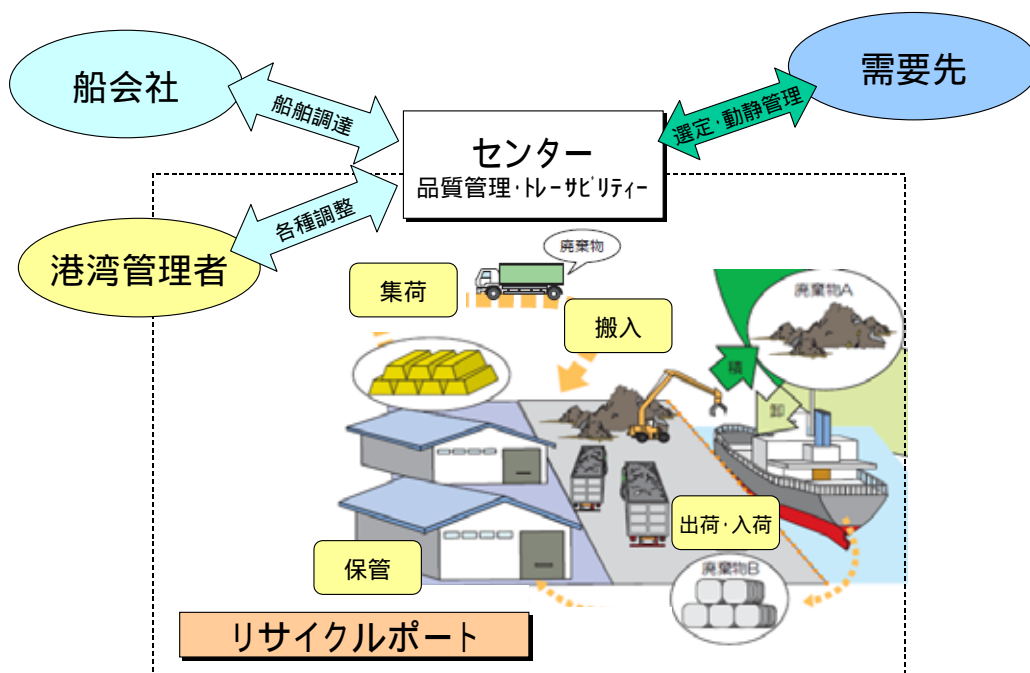 船会社
需要先
船舶調達
選定・動静管理
センター
品質管理・ﾄﾚｰｻﾋﾞﾘﾃｨｰ
各種調整
港湾管理者
廃棄物
集荷
搬入
廃棄物A
積
卸
出荷・入荷
保管
廃棄物B
リサイクルポート